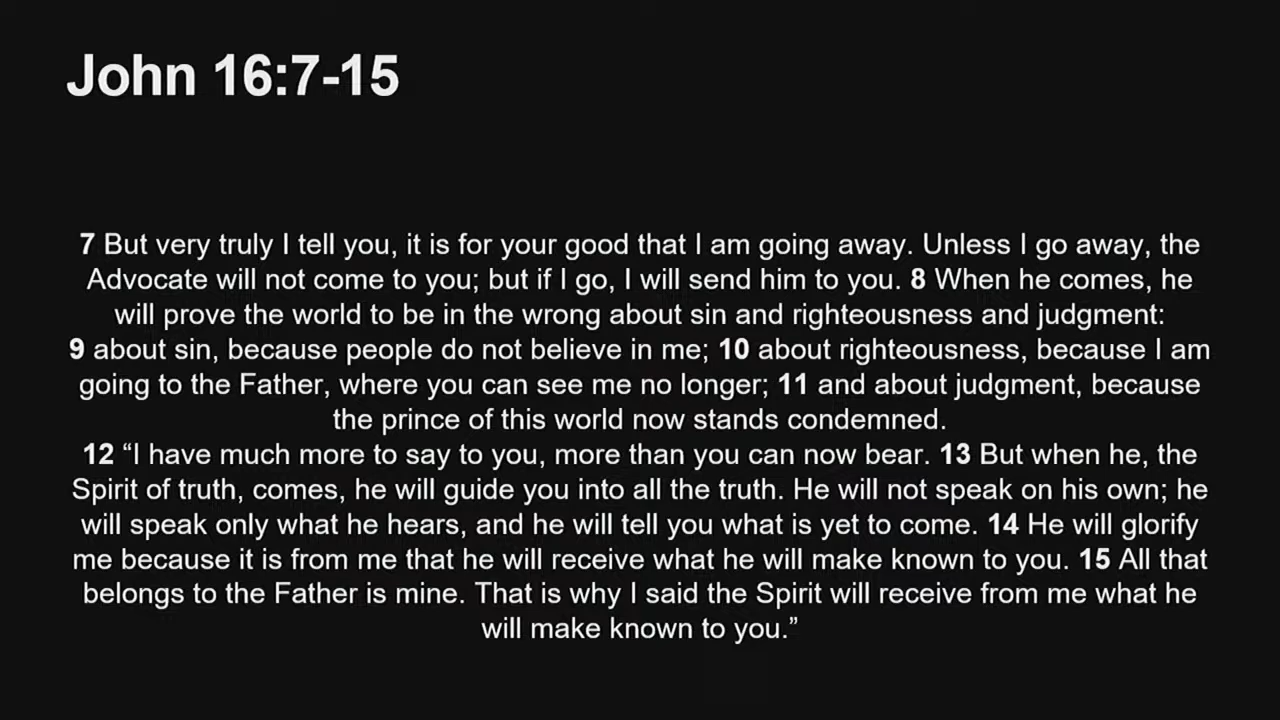 John 16:7-15
7 But very truly I tell you, it is for your good that I am going away. Unless I go away, the
Advocate will not come to you; but if I go, I will send him to you. 8 When he comes, he
will prove the world to be in the wrong about sin and righteousness and judgment:
9 about sin, because people do not believe in me; 10 about righteousness, because I am
going to the Father, where you can see me no longer; 11 and about judgment, because
the prince of this world now stands condemned.
12 “I have much more to say to you, more than you can now bear. 13 But when he, the
Spirit of truth, comes, he will guide you into all the truth. He will not speak on his own; he
will speak only what he hears, and he will tell you what is yet to come. 14 He will glorify
me because it is from me that he will receive what he will make known to you. 15 All that
belongs to the Father is mine. That is why I said the Spirit will receive from me what he
will make known to you.”